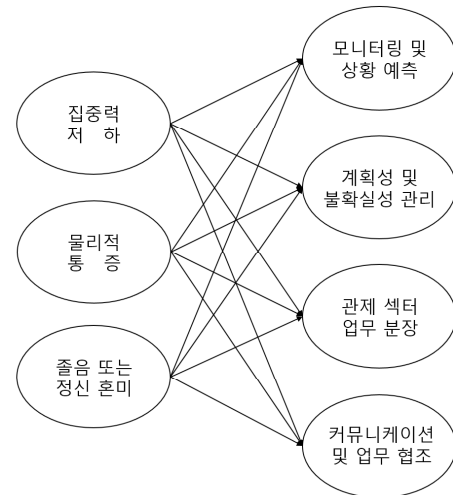 집중력
저 하
물리적
통 증
졸음 또는
정신 혼미
모니터링 및
상황 예측
계획성 및
불확실성 관리
관제 섹터
업무 분장
커뮤니케이션
및 업무 협조